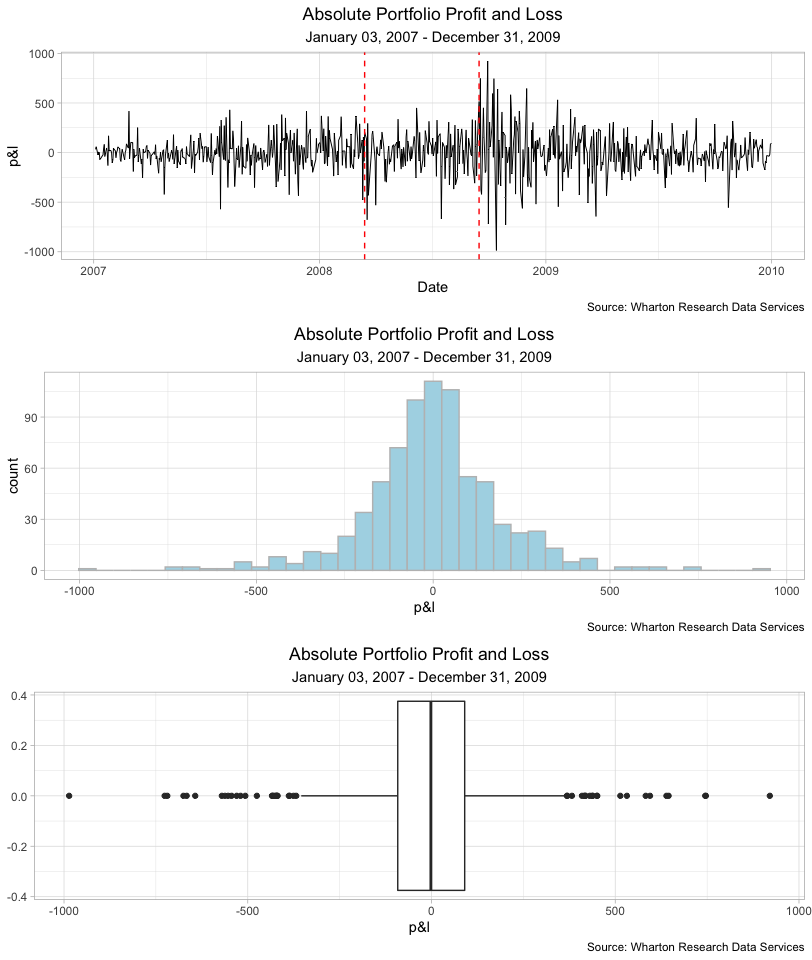 Absolute Portfolio Profit and Loss
January 03, 2007 - December 31, 2009
1000
500
0
-500
-1000
p&l
2007 2008 2009 2010
Date
Source: Wharton Research Data Services
Absolute Portfolio Profit and Loss
January 03, 2007 - December 31, 2009
90
60
30
0
count
-1000 -500 0 500 1000
p&l
Source: Wharton Research Data Services
Absolute Portfolio Profit and Loss
January 03, 2007 - December 31, 2009
0.4
0.2
0.0
-0.2
-0.4
-1000 -500 0 500 1000
p&l
Source: Wharton Research Data Services